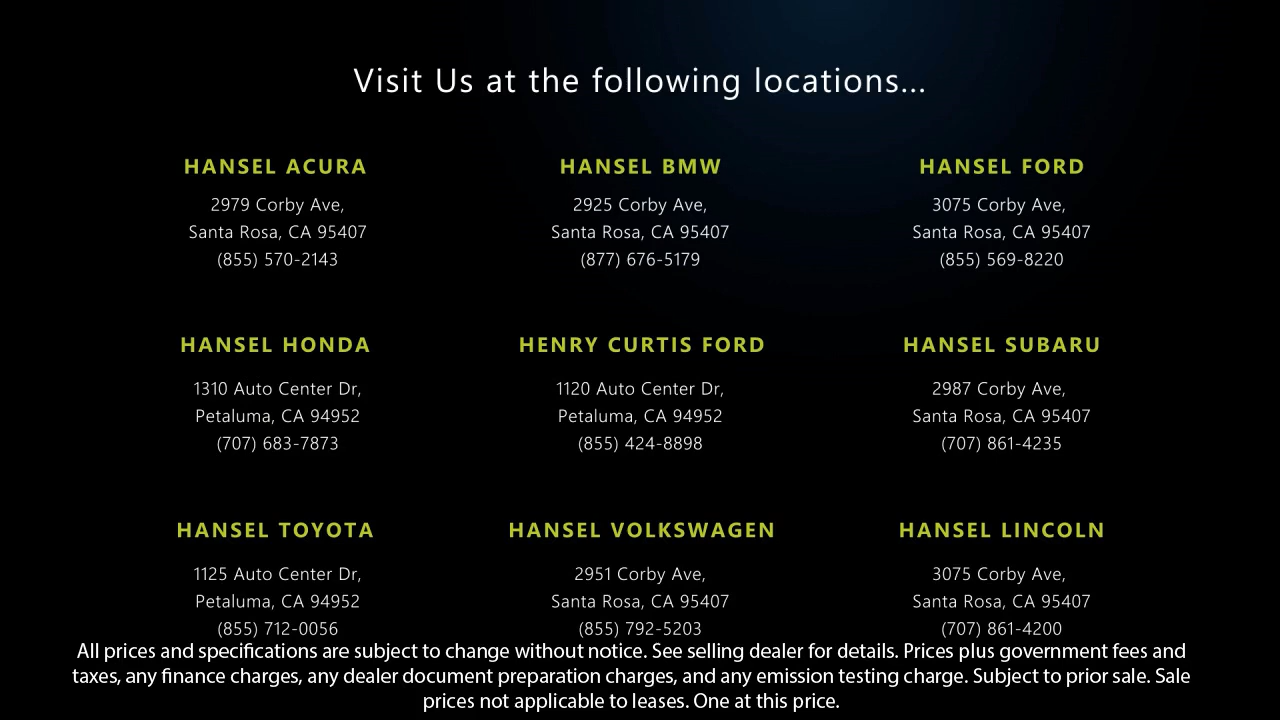 Visit Us at the following locations...
HANSEL ACURA
2979 Corby Ave,
Santa Rosa, CA 95407
(855) 570-2143
HANSEL BMW
2925 Corby Ave,
Santa Rosa, CA 95407
(877) 676-5179
HANSEL FORD
3075 Corby Ave,
Santa Rosa, CA 95407
(855) 569-8220
HANSEL HONDA
1310 Auto Center Dr,
Petaluma, CA 94952
(707) 683-7873
HENRY CURTIS FORD
1120 Auto Center Dr,
Petaluma, CA 94952
(855) 424-8898
HANSEL SUBARU
2987 Corby Ave,
Santa Rosa, CA 95407
(707) 861-4235
HANSEL TOYOTA
1125 Auto Center Dr,
Petaluma, CA 94952
(855) 712-0056
HANSEL VOLKSWAGEN
2951 Corby Ave,
Santa Rosa, CA 95407
(855) 792-5203
HANSEL LINCOLN
3075 Corby Ave,
Santa Rosa, CA 95407
(707) 861-4200
All prices and specifications are subject to change without notice. See selling dealer for details. Prices plus government fees and
taxes, any finance charges, any dealer document preparation charges, and any emission testing charge. Subject to prior sale. Sale
prices not applicable to leases. One at this price.